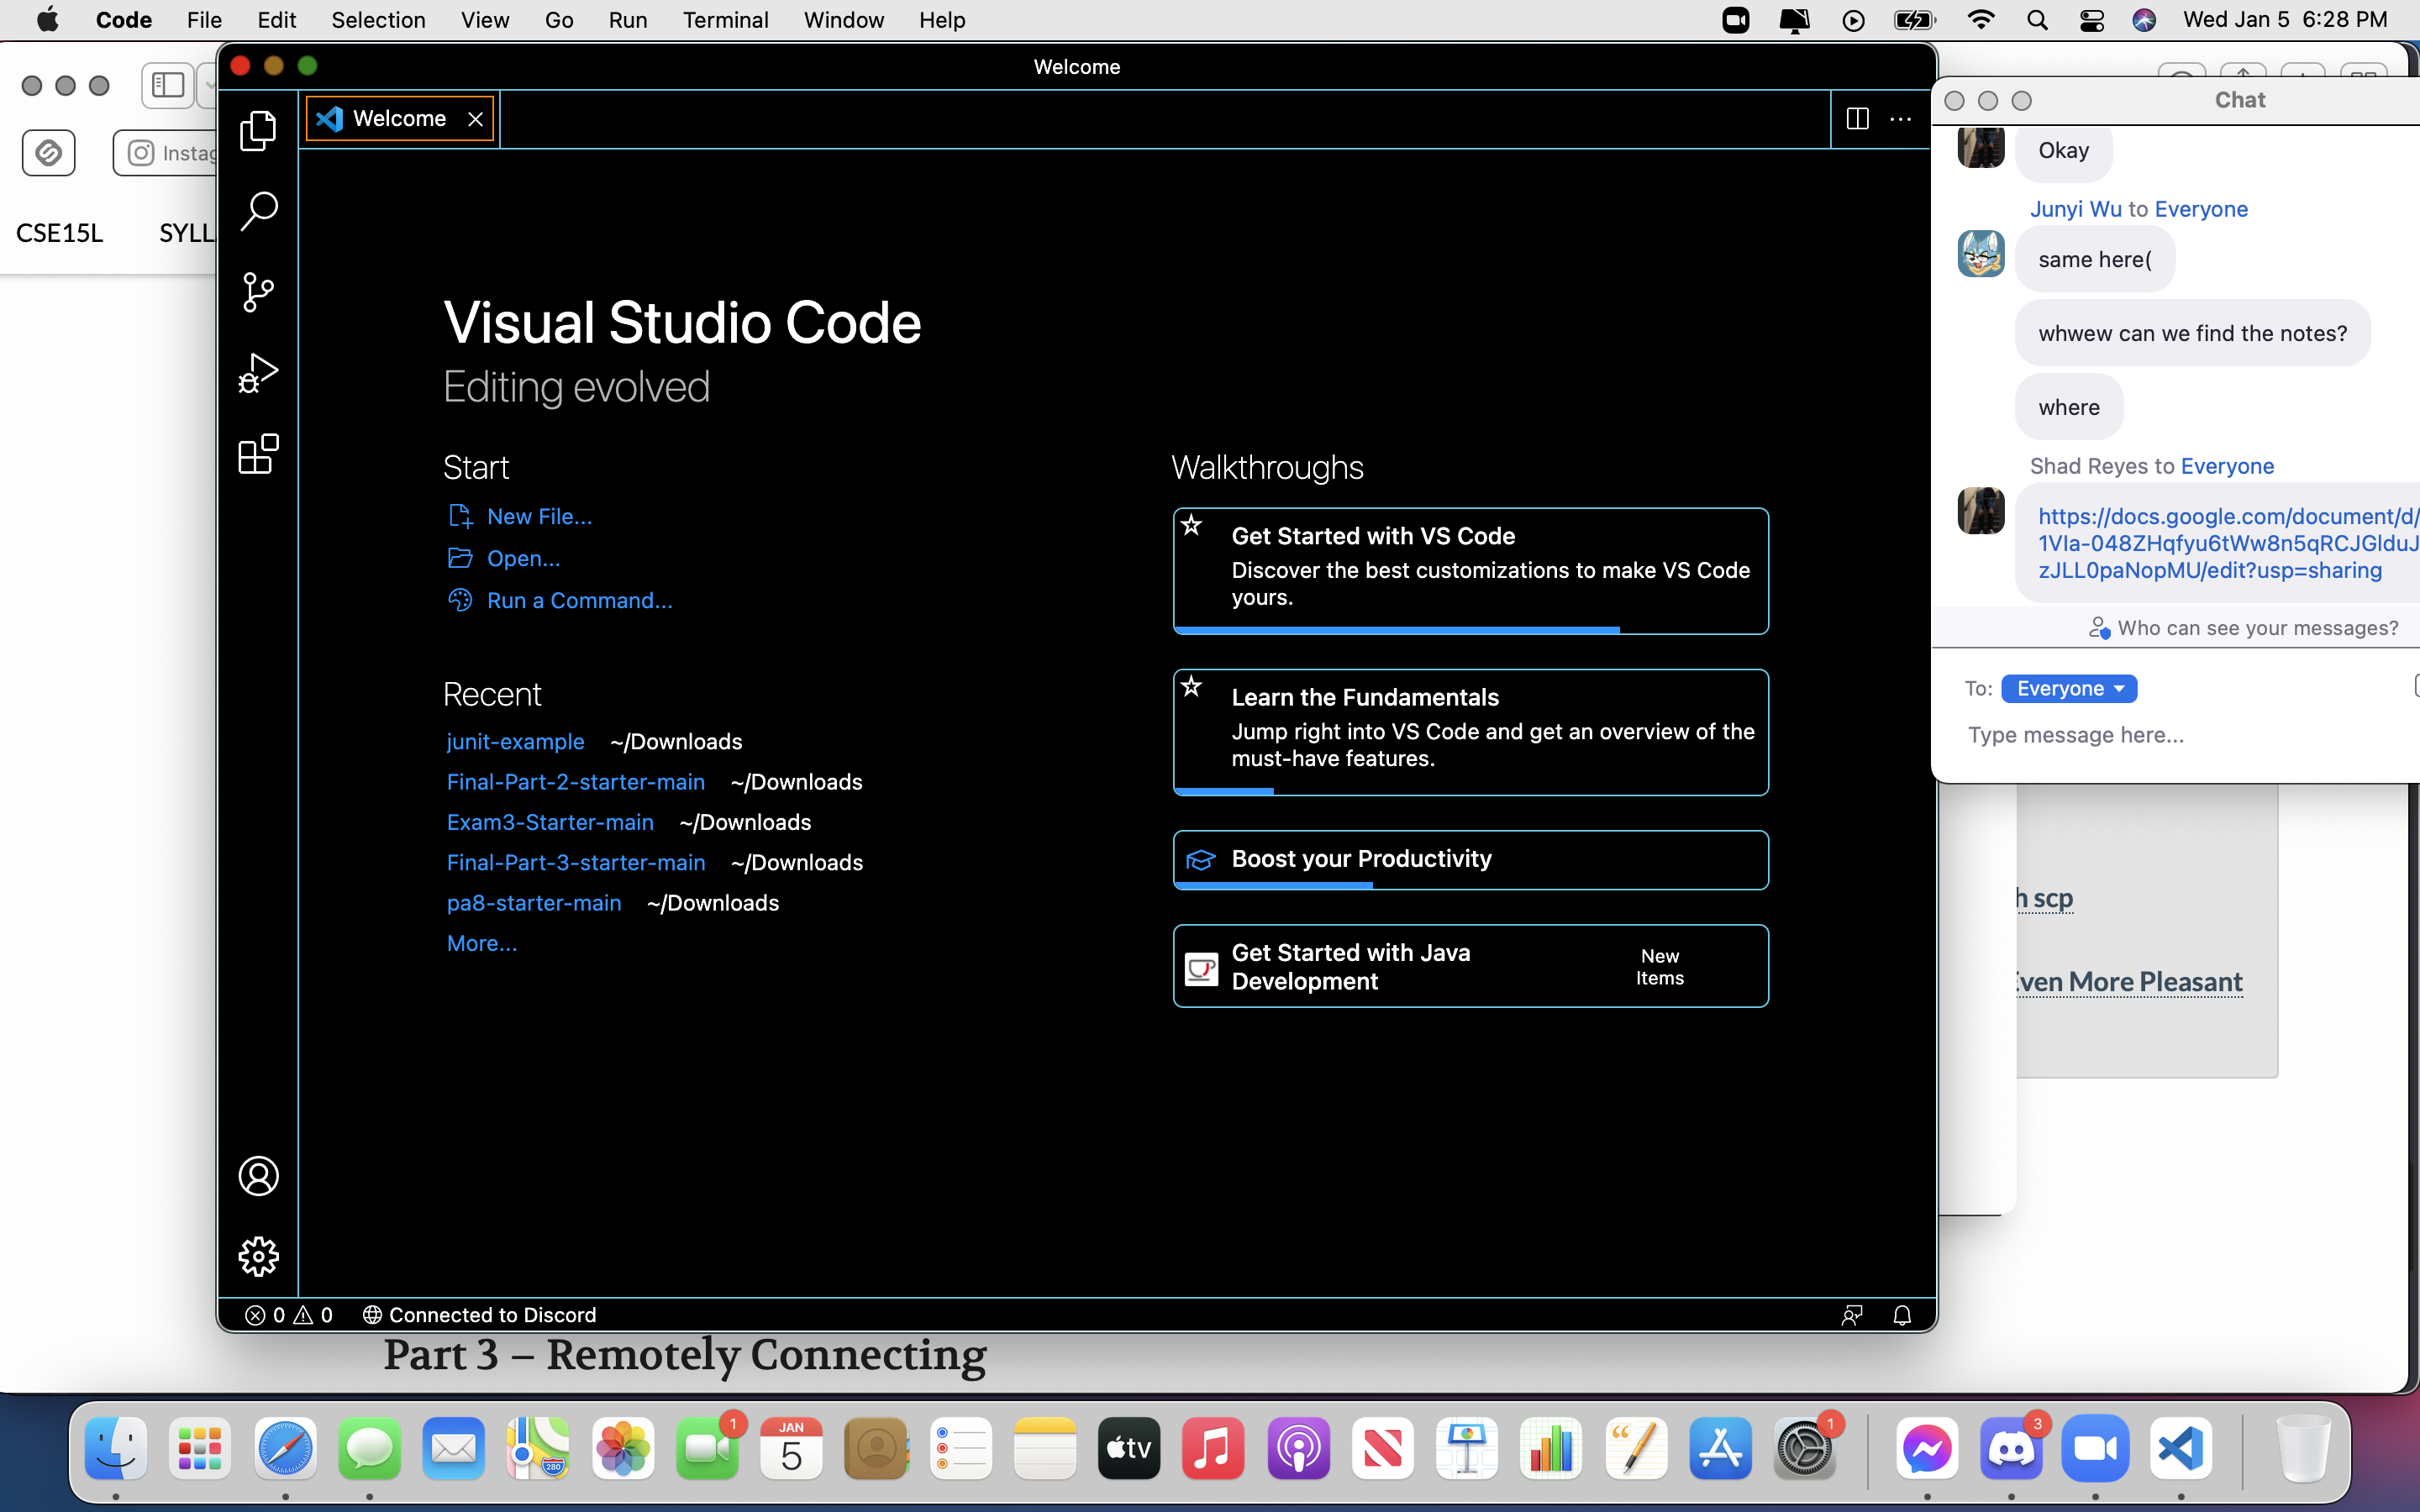 Code File Edit Selection View Go Run Terminal Window Help Wed Jan 5 6:28 PM
Welcome
Welcome
Instag
CSE15L SYLL
Visual Studio Code
Editing evolved
Start
New File...
Open...
Run a Command...
Recent
junit-example ~/Downloads
Final-Part-2-starter-main ~/Downloads
Exam3-Starter-main ~/Downloads
Final-Part-3-starter-main ~/Downloads
pa8-starter-main ~/Downloads
More...
Walkthroughs
Get Started with VS Code
Discover the best customizations to make VS Code
yours.
Learn the Fundamentals
Jump right into VS Code and get an overview of the
must-have features.
Boost your Productivity
Get Started with Java
Development
New
Items
0 0 Connected to Discord
Chat
Okay
Junyi Wu to Everyone
same here(
whwew can we find the notes?
where
Shad Reyes to Everyone
https://docs.google.com/document/d/
1VIa-048ZHqfyu6tWw8n5qRCJGlduJ
zJLL0paNopMU/edit?usp=sharing
Who can see your messages?
To: Everyone
Type message here...
h scp
Even More Pleasant
Part 3 – Remotely Connecting
280
1
JAN
5
tv
1
3